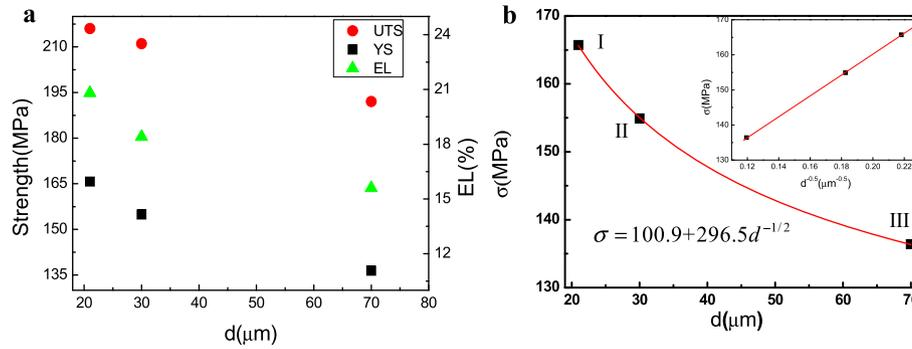 a
UTS
YS
EL
Strength(MPa)
210
195
180
165
150
135
24
21
18
15
12
EL(%)
20 30 40 50 60 70 80
d(μm)
b
σ(MPa)
170
160
150
140
130
I
II
III
σ=100.9+296.5d^{-1/2}
20 30 40 50 60 70
d(μm)
σ(MPa)
170
160
150
140
130
0.12 0.14 0.16 0.18 0.20 0.22
d^{-0.5}(μm^{-0.5})